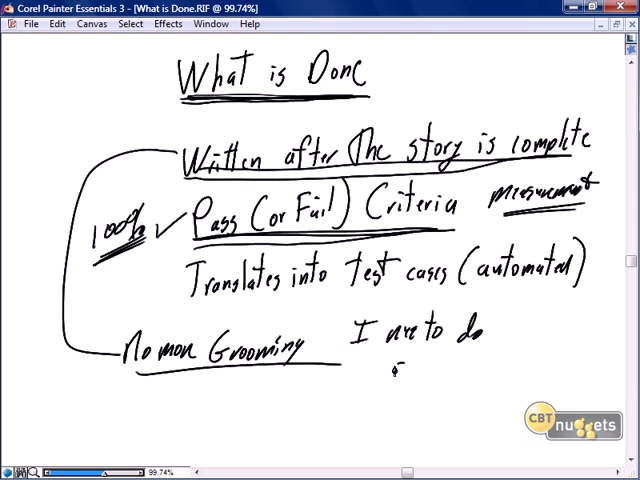 Corel Painter Essentials 3 - [What is Done.RIF @ 99.74%]
File Edit Canvas Select Effects Window Help
What is Done
Written after The story is complete
100% Pass (or Fail) Criteria measurement
Translates into test cases (automated)
No more Grooming I to do
CBT nuggets
99.74%